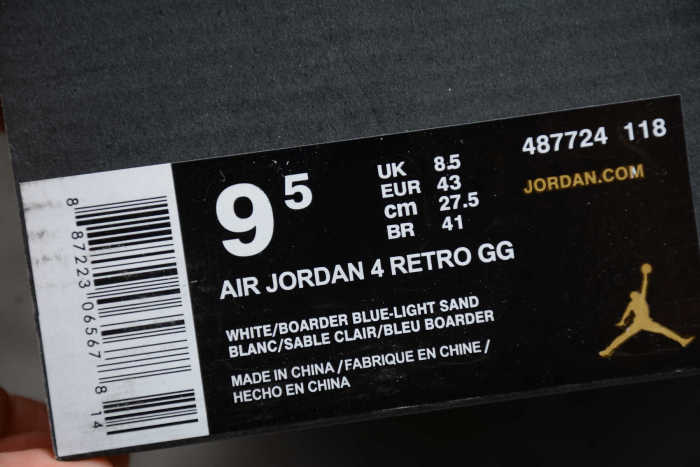 487724 118
JORDAN.COM
9 5
UK 8.5
EUR 43
cm 27.5
BR 41
AIR JORDAN 4 RETRO GG
WHITE/BOARDER BLUE-LIGHT SAND
BLANC/SABLE CLAIR/BLEU BOARDER
MADE IN CHINA/FABRIQUE EN CHINE/
HECHO EN CHINA
8 87223 06567 8 14